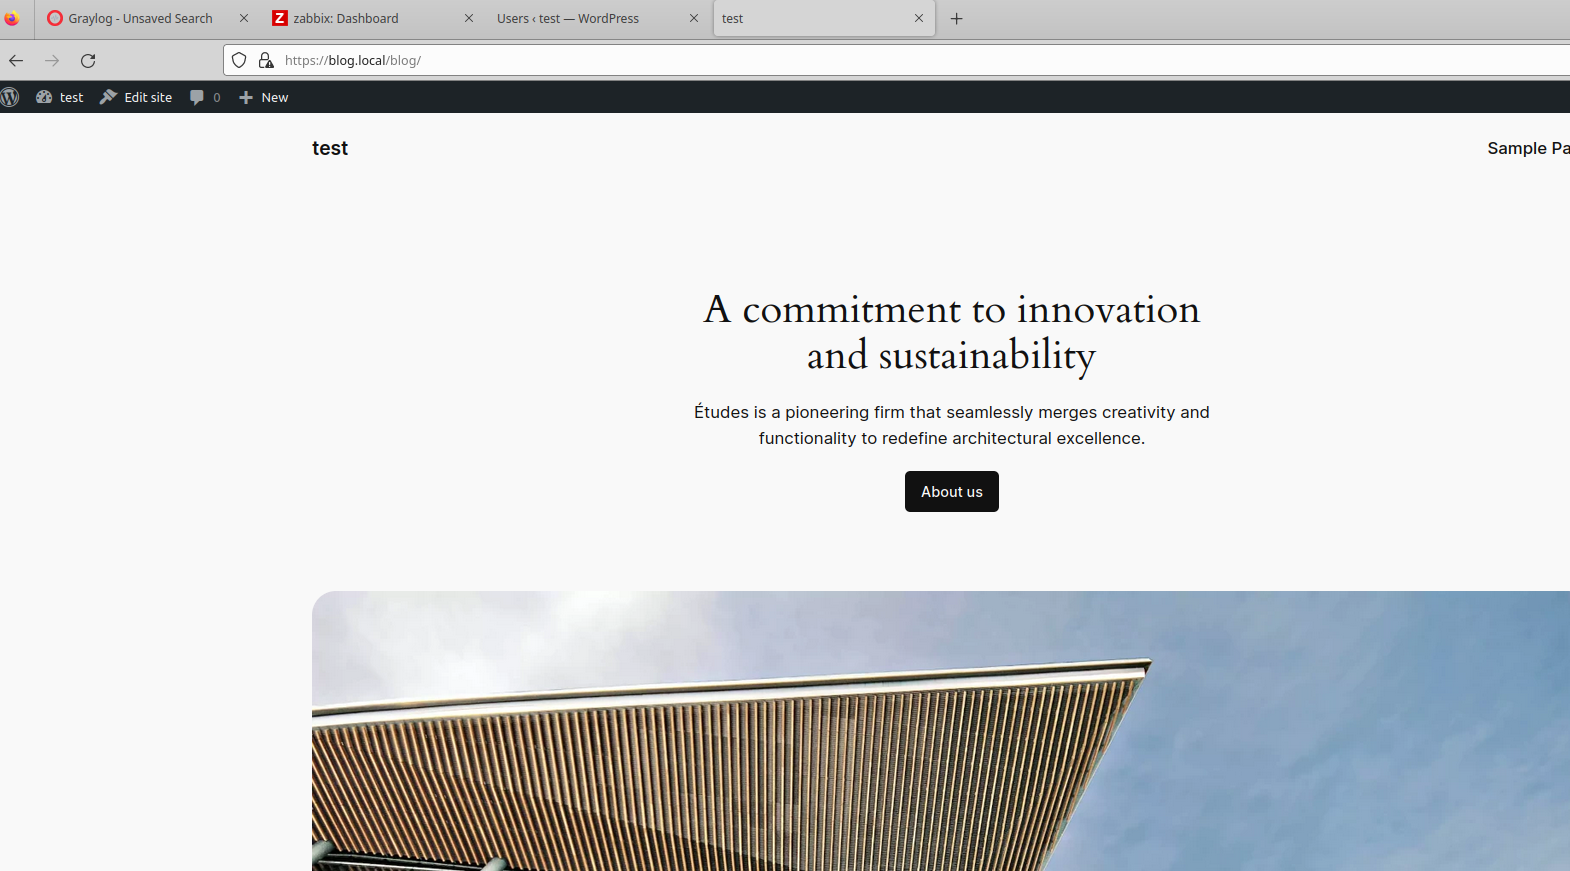 Graylog - Unsaved Search
zabbix: Dashboard
Users ‹ test — WordPress
test
https://blog.local/blog/
test
Edit site
0
New
test
Sample Pa
A commitment to innovation
and sustainability
Études is a pioneering firm that seamlessly merges creativity and
functionality to redefine architectural excellence.
About us